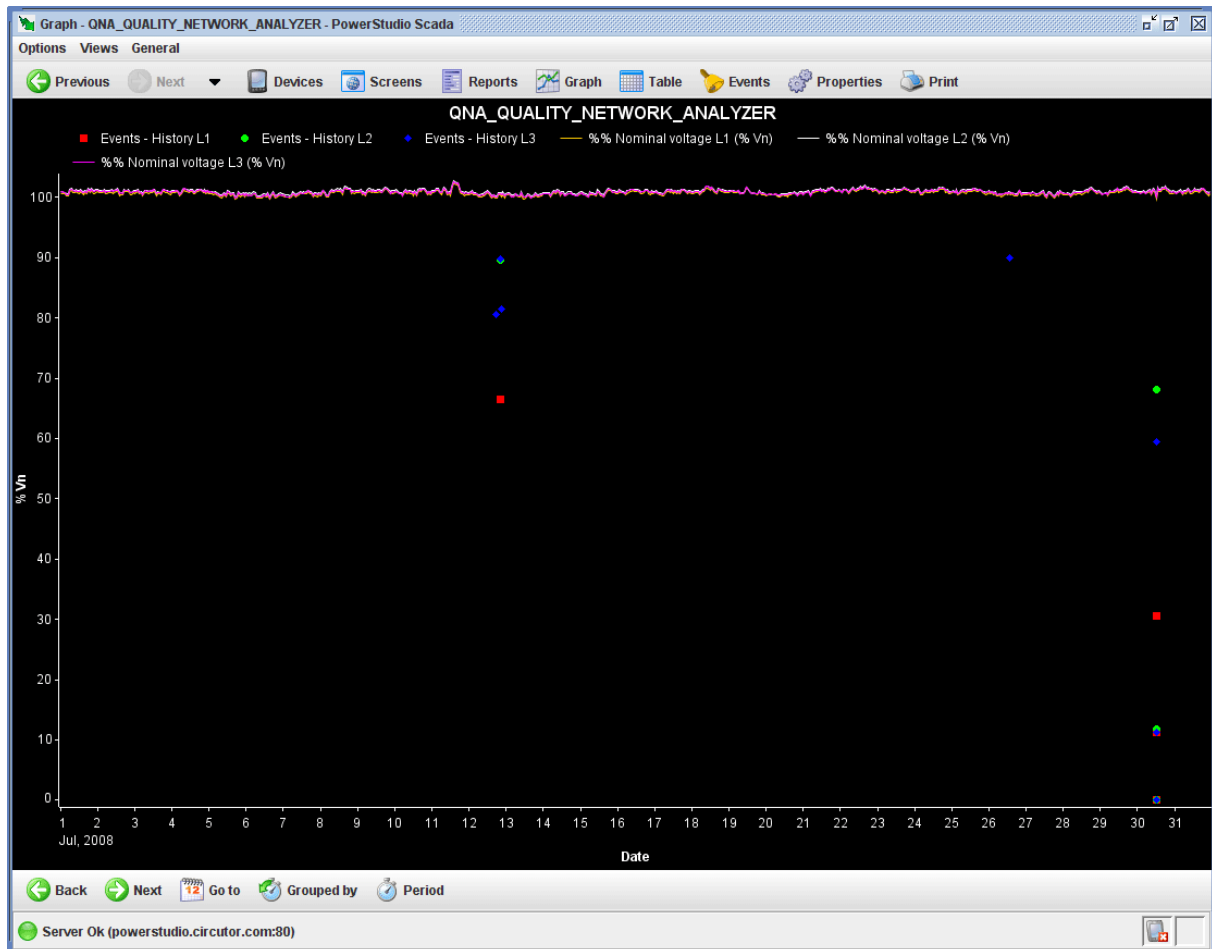 Graph - QNA_QUALITY_NETWORK_ANALYZER - PowerStudio Scada
Options Views General
Previous Next Devices Screens Reports Graph Table Events Properties Print
QNA_QUALITY_NETWORK_ANALYZER
Events - History L1 Events - History L2 Events - History L3 %% Nominal voltage L1 (% Vn) %% Nominal voltage L2 (% Vn)
%% Nominal voltage L3 (% Vn)
100
90
80
70
60
% Vn
50
40
30
20
10
0
1 2 3 4 5 6 7 8 9 10 11 12 13 14 15 16 17 18 19 20 21 22 23 24 25 26 27 28 29 30 31
Jul, 2008
Date
Back Next 12 Go to Grouped by Period
Server Ok (powerstudio.circutor.com:80)